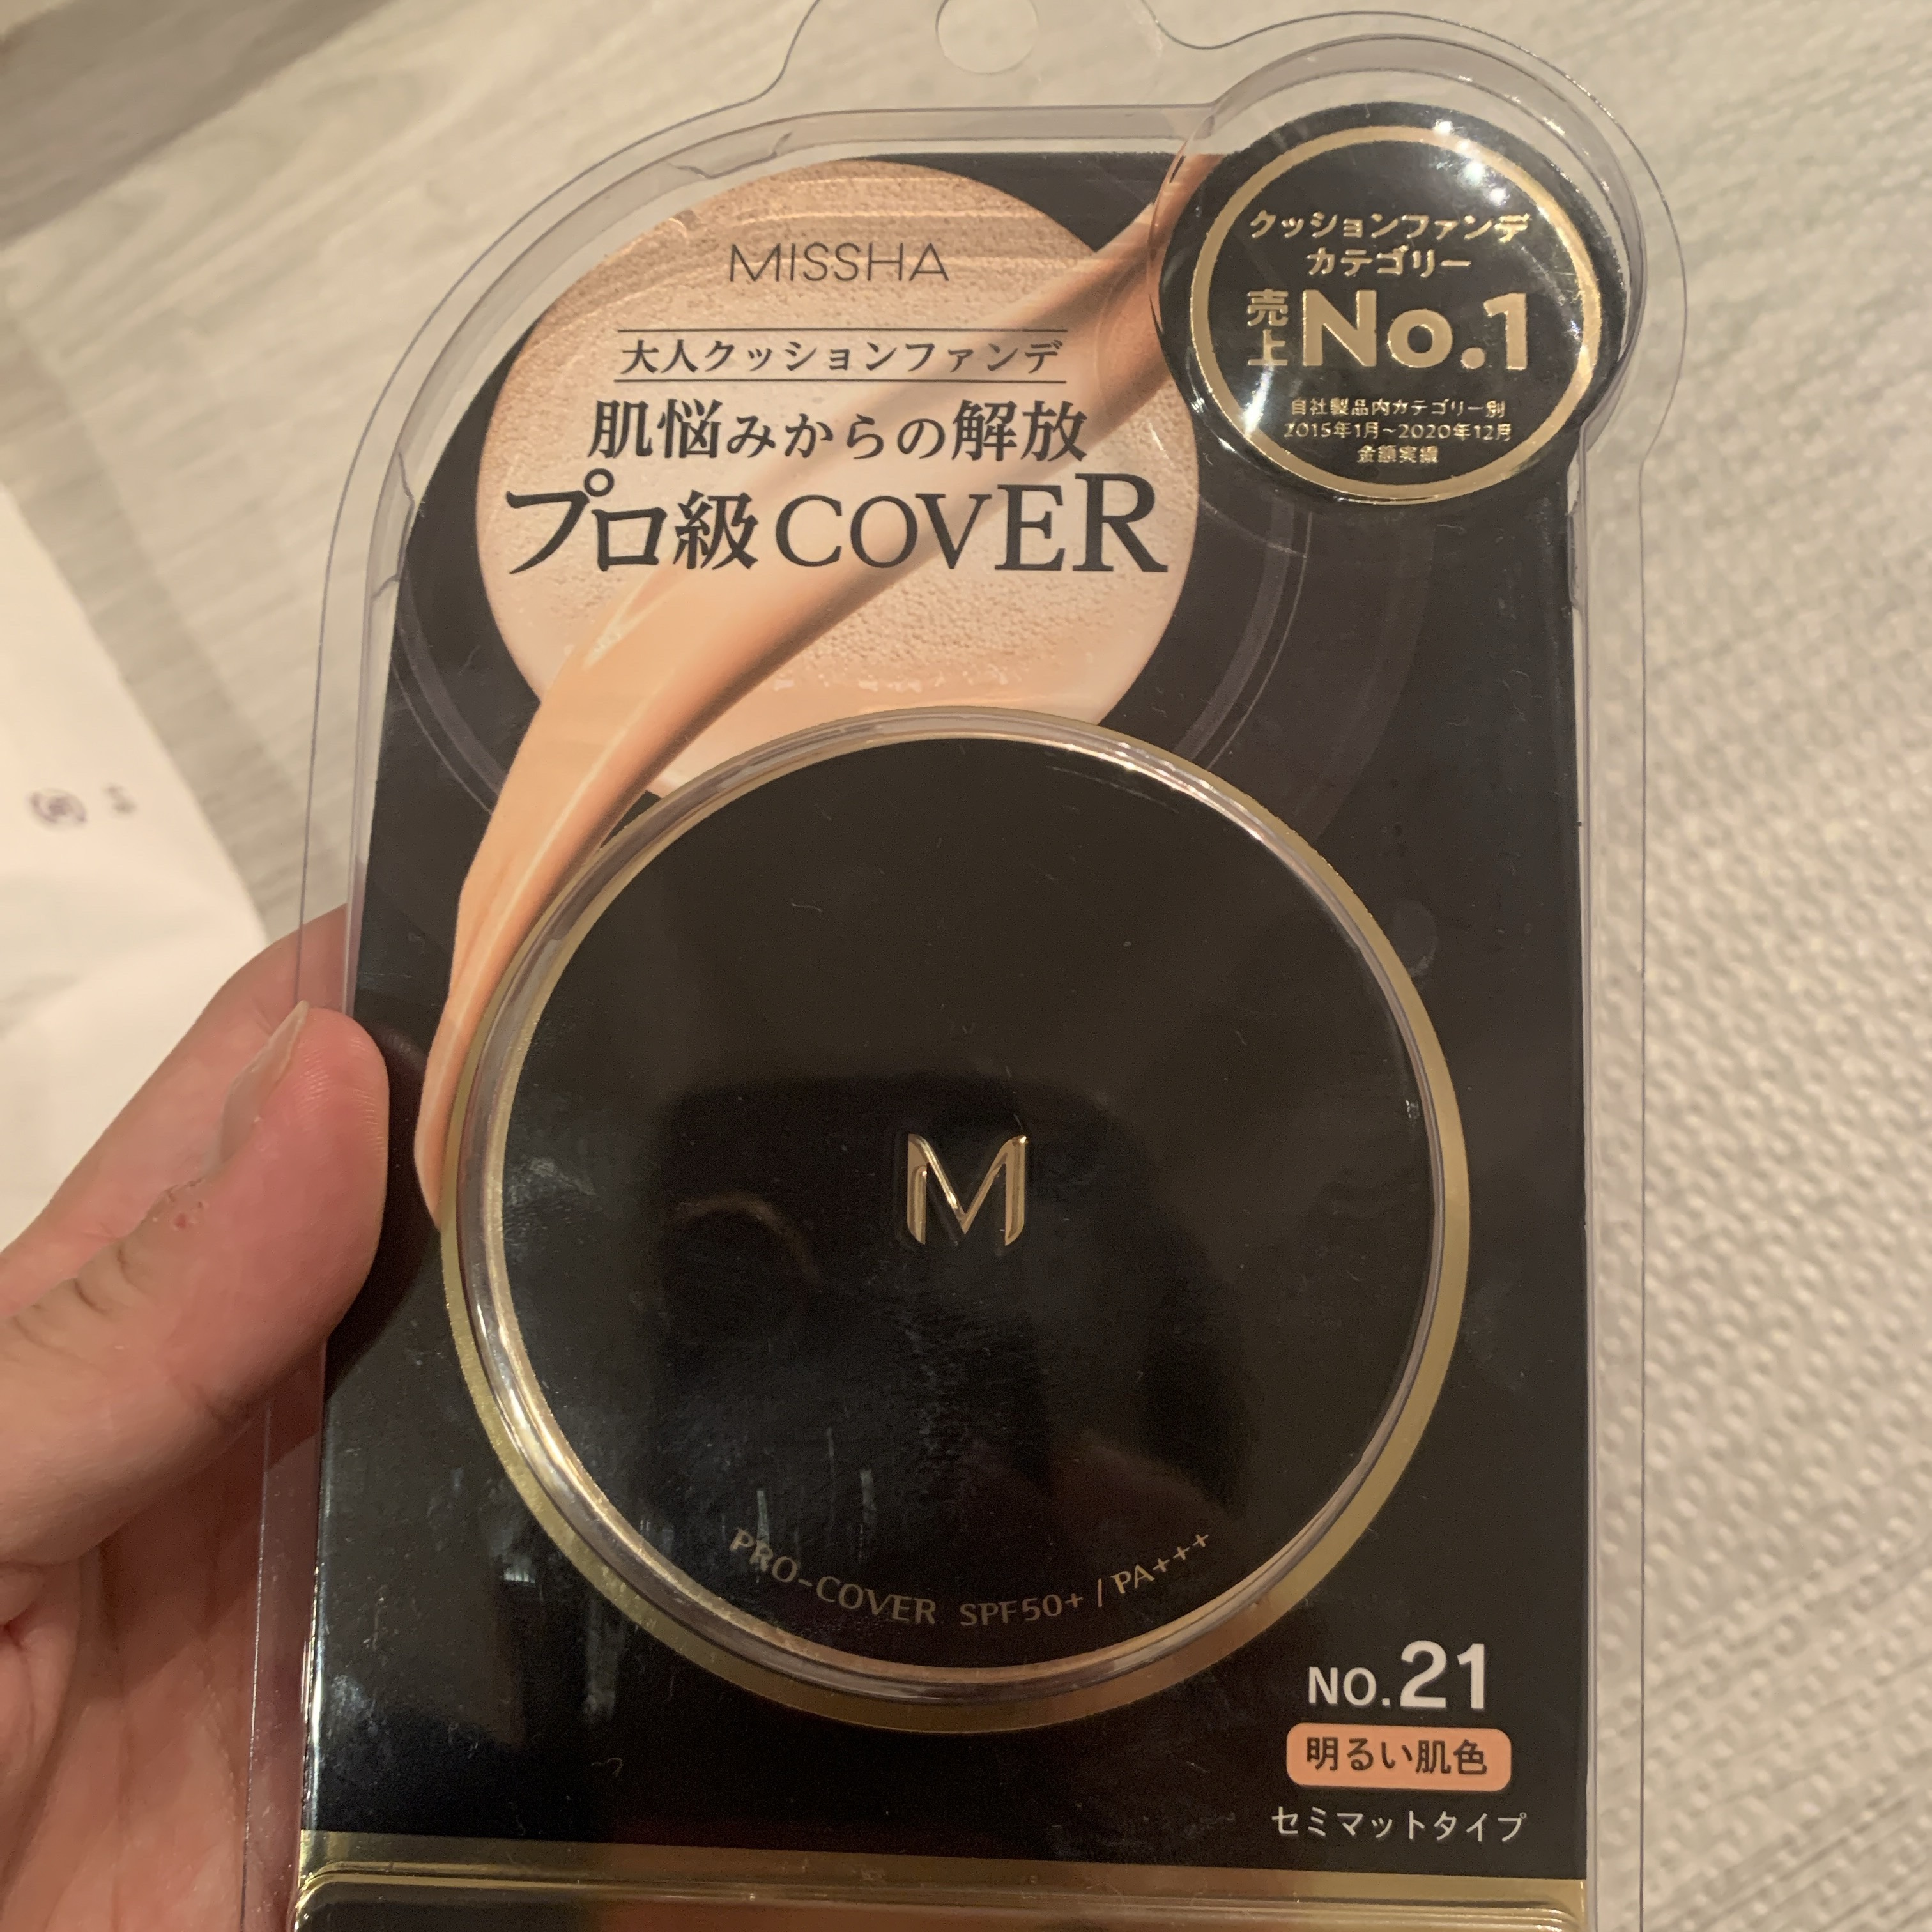 MISSHA
大人クッションファンデ
肌悩みからの解放
プロ級COVER
クッションファンデ
カテゴリー
売上No.1
自社製品内カテゴリー別
2015年1月~2020年12月
金額実績
M
PRO-COVER SPF50+ / PA+++
NO.21
明るい肌色
セミマットタイプ